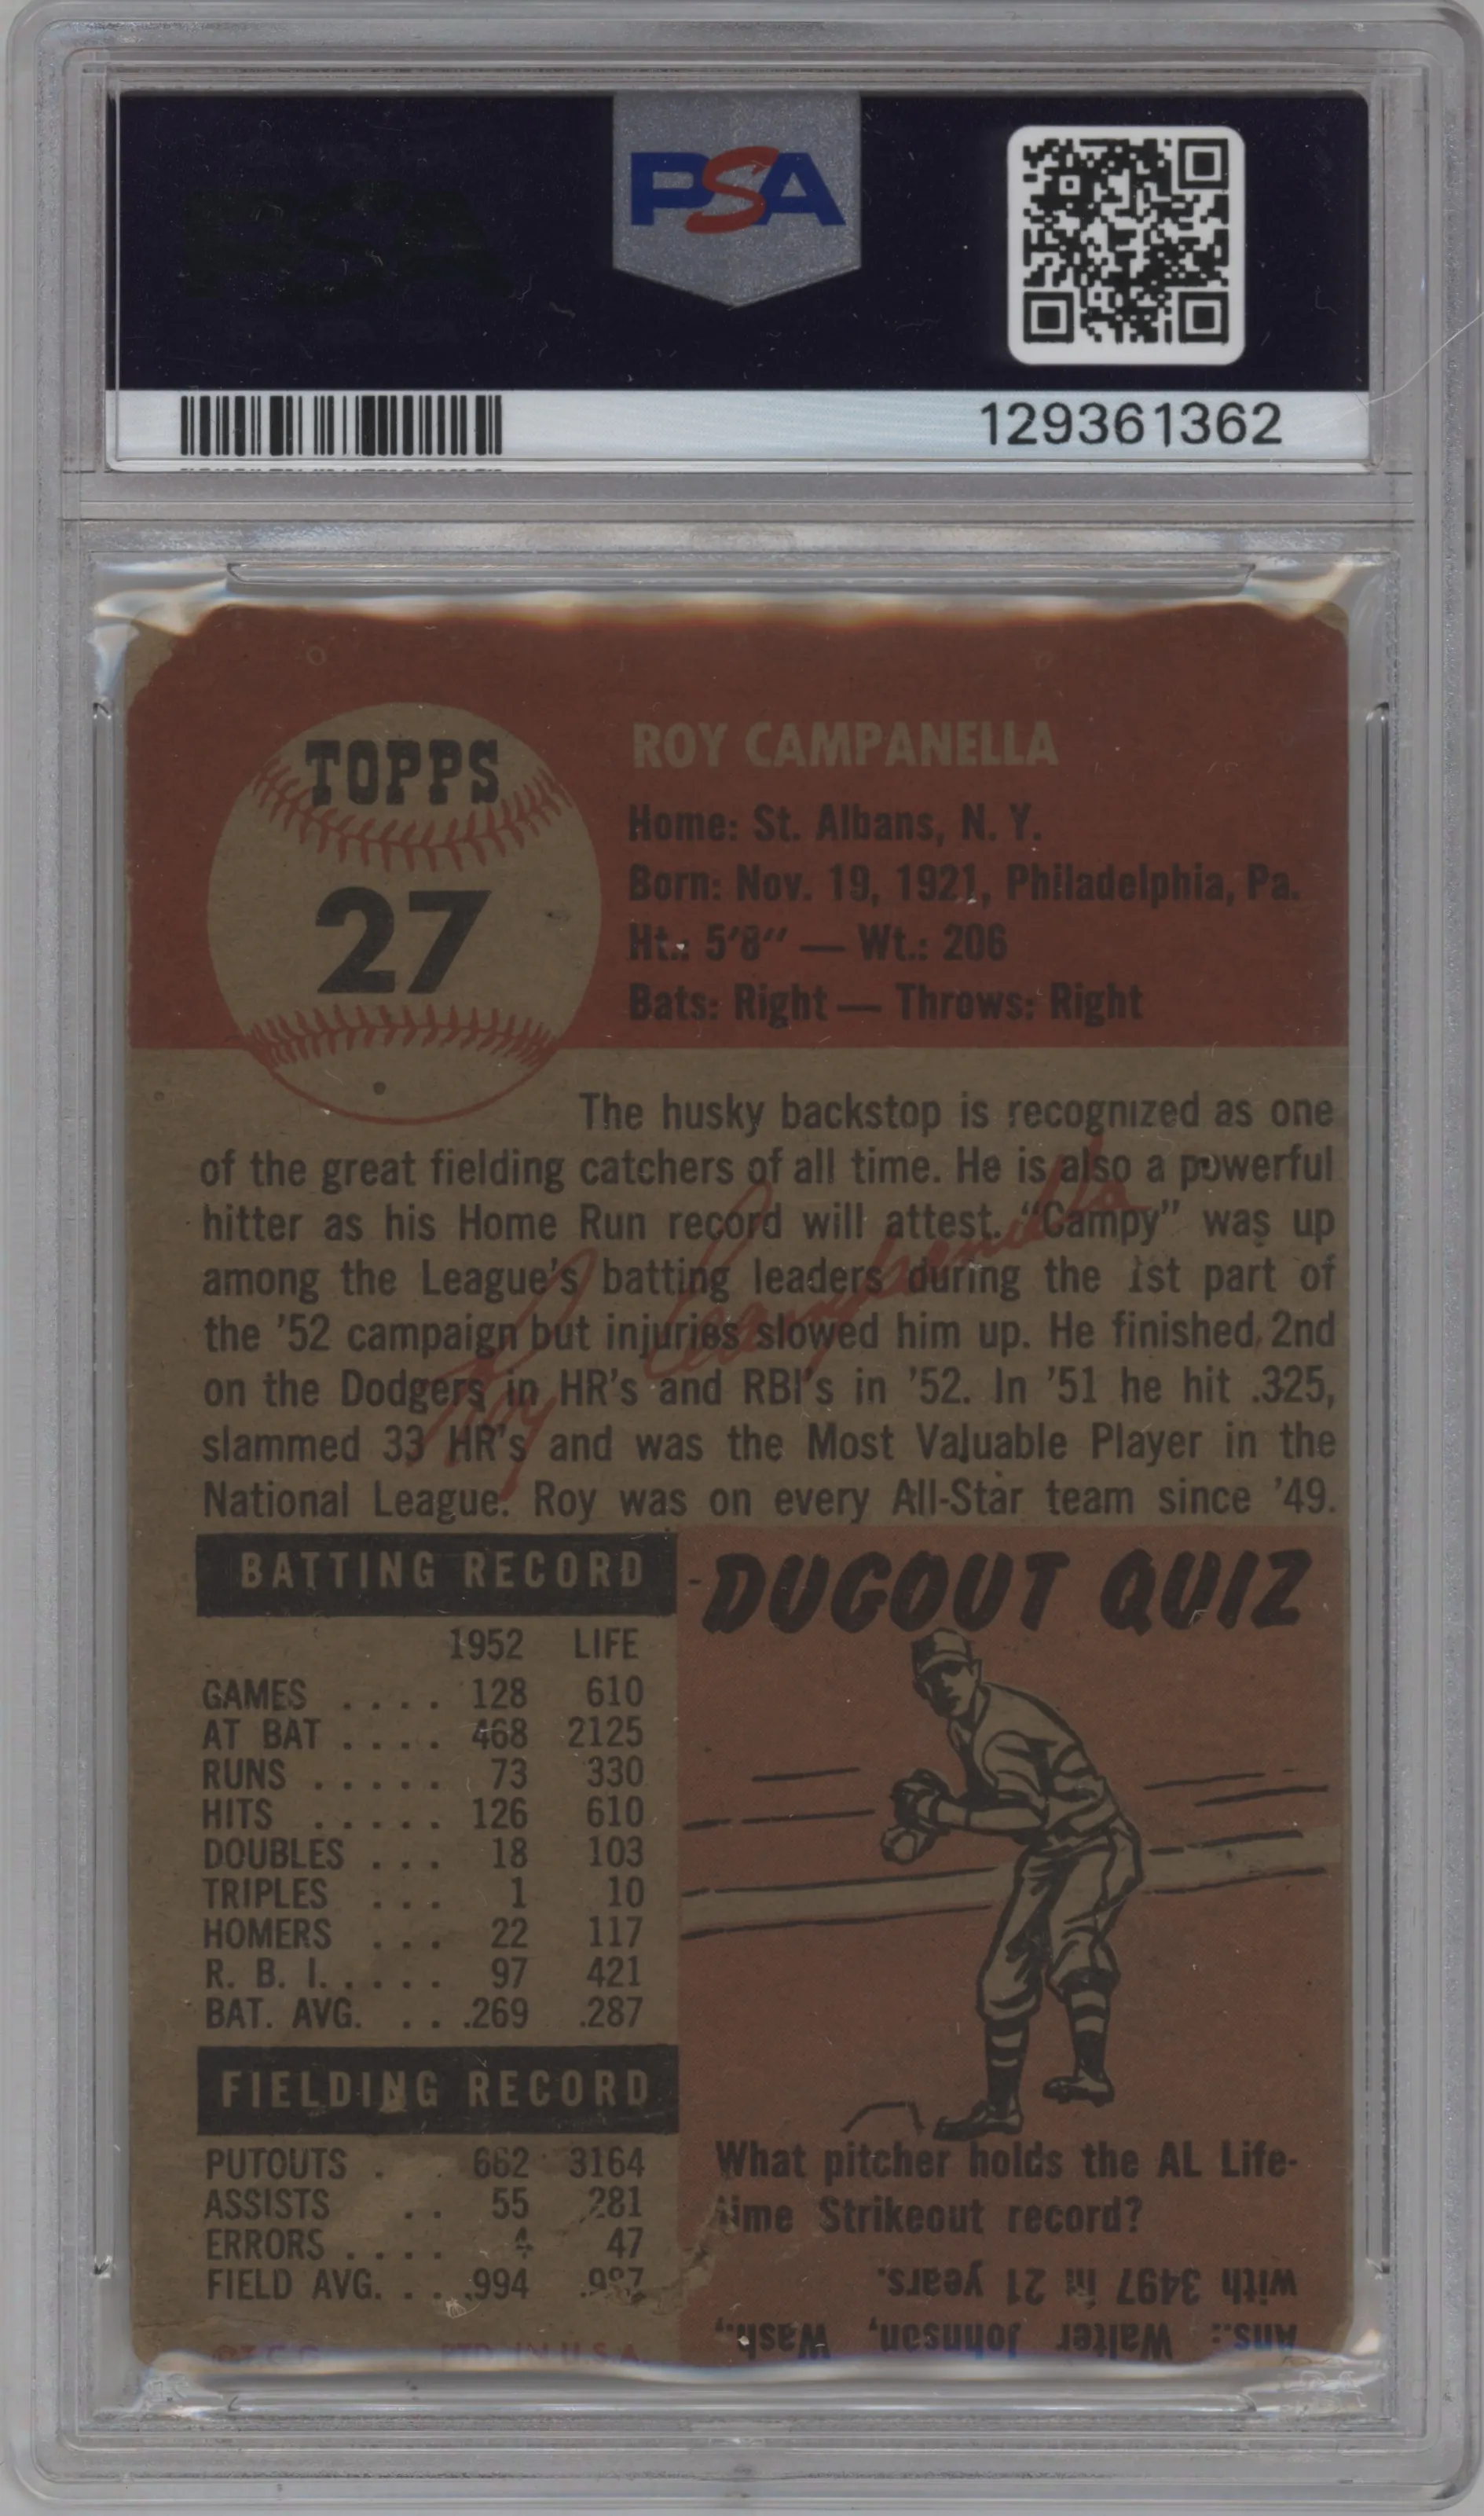 PSA
129361362
TOPPS
27
ROY CAMPANELLA
Home: St. Albans, N. Y.
Born: Nov. 19, 1921, Philadelphia, Pa.
Ht.: 5'8" — Wt.: 206
Bats: Right — Throws: Right
The husky backstop is recognized as one
of the great fielding catchers of all time. He is also a powerful
hitter as his Home Run record will attest. "Campy" was up
among the League's batting leaders during the 1st part of
the '52 campaign but injuries slowed him up. He finished 2nd
on the Dodgers in HR's and RBI's in '52. In '51 he hit .325,
slammed 33 HR's and was the Most Valuable Player in the
National League. Roy was on every All-Star team since '49.
Roy Campanella
BATTING RECORD
1952 LIFE
GAMES .... 128 610
AT BAT .... 468 2125
RUNS ..... 73 330
HITS ...... 126 610
DOUBLES ... 18 103
TRIPLES ... 1 10
HOMERS ... 22 117
R. B. I. .... 97 421
BAT. AVG. ... .269 .287
FIELDING RECORD
PUTOUTS . 662 3164
ASSISTS .. 55 281
ERRORS .... 4 47
FIELD AVG. .. .994 .987
©T.C.G. PTD. IN U.S.A.
DUGOUT QUIZ
What pitcher holds the AL Life-
time Strikeout record?
Ans.: Walter Johnson, Wash.,
with 3497 in 21 years.